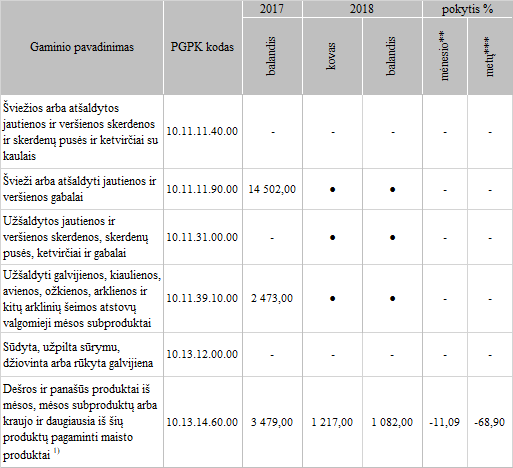 Gaminio pavadinimas PGPK kodas 2017 2018 pokytis %
balandis kovas balandis mėnesio** metų***
Šviežios arba atšaldytos
jautienos ir veršienos skerdenos
ir skerdenų pusės ir ketvirčiai su
kaulais
10.11.11.40.00 - - - - -
Švieži arba atšaldyti jautienos ir
veršienos gabalai
10.11.11.90.00 14 502,00 ● ● - -
Užšaldytos jautienos ir
veršienos skerdenos, skerdenų
pusės, ketvirčiai ir gabalai
10.11.31.00.00 - ● ● - -
Užšaldyti galvijienos, kiaulienos,
avienos, ožkienos, arklienos ir
kitų arklinių šeimos atstovų
valgomieji mėsos subproduktai
10.11.39.10.00 2 473,00 ● ● - -
Sūdyta, užpilta sūrymu,
džiovinta arba rūkyta galvijiena
10.13.12.00.00 - - - - -
Dešros ir panašūs produktai iš
mėsos, mėsos subproduktų arba
kraujo ir daugiausia iš šių
produktų pagaminti maisto
produktai 1)
10.13.14.60.00 3 479,00 1 217,00 1 082,00 -11,09 -68,90